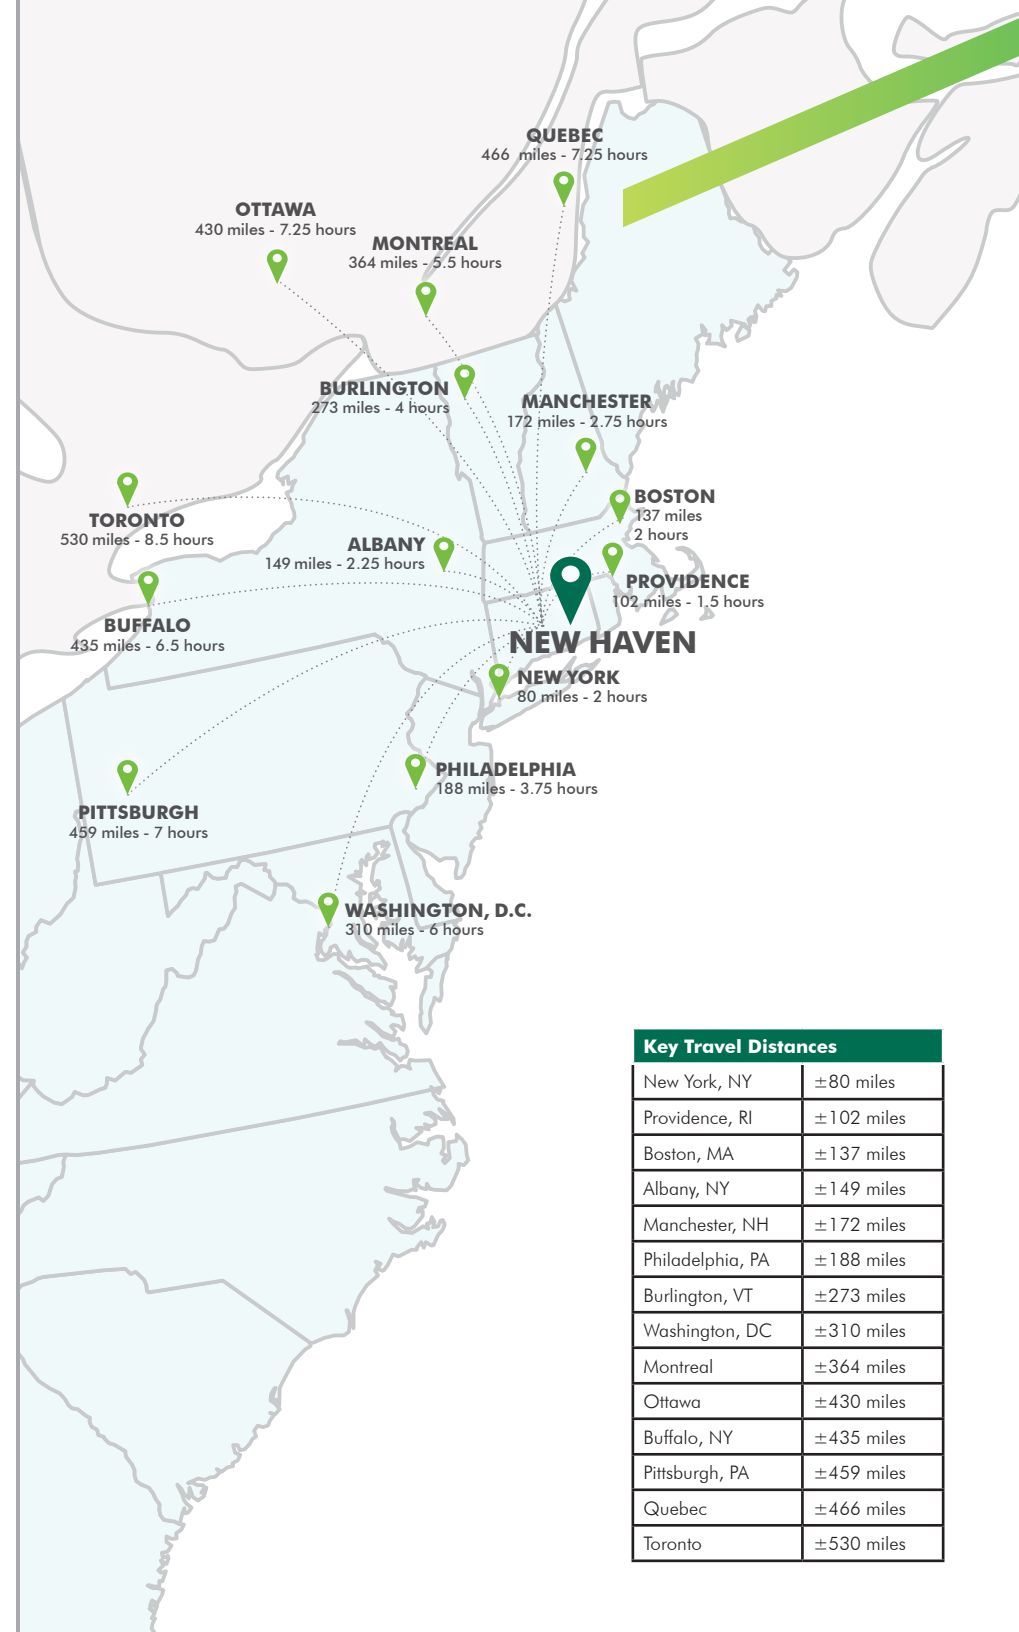 QUEBEC
466 miles - 7.25 hours
OTTAWA
430 miles - 7.25 hours
MONTREAL
364 miles - 5.5 hours
BURLINGTON
273 miles - 4 hours
MANCHESTER
172 miles - 2.75 hours
BOSTON
137 miles
2 hours
TORONTO
530 miles - 8.5 hours
ALBANY
149 miles - 2.25 hours
PROVIDENCE
102 miles - 1.5 hours
BUFFALO
435 miles - 6.5 hours
NEW HAVEN
NEW YORK
80 miles - 2 hours
PHILADELPHIA
188 miles - 3.75 hours
PITTSBURGH
459 miles - 7 hours
WASHINGTON, D.C.
310 miles - 6 hours
Key Travel Distances
New York, NY ±80 miles
Providence, RI ±102 miles
Boston, MA ±137 miles
Albany, NY ±149 miles
Manchester, NH ±172 miles
Philadelphia, PA ±188 miles
Burlington, VT ±273 miles
Washington, DC ±310 miles
Montreal ±364 miles
Ottawa ±430 miles
Buffalo, NY ±435 miles
Pittsburgh, PA ±459 miles
Quebec ±466 miles
Toronto ±530 miles